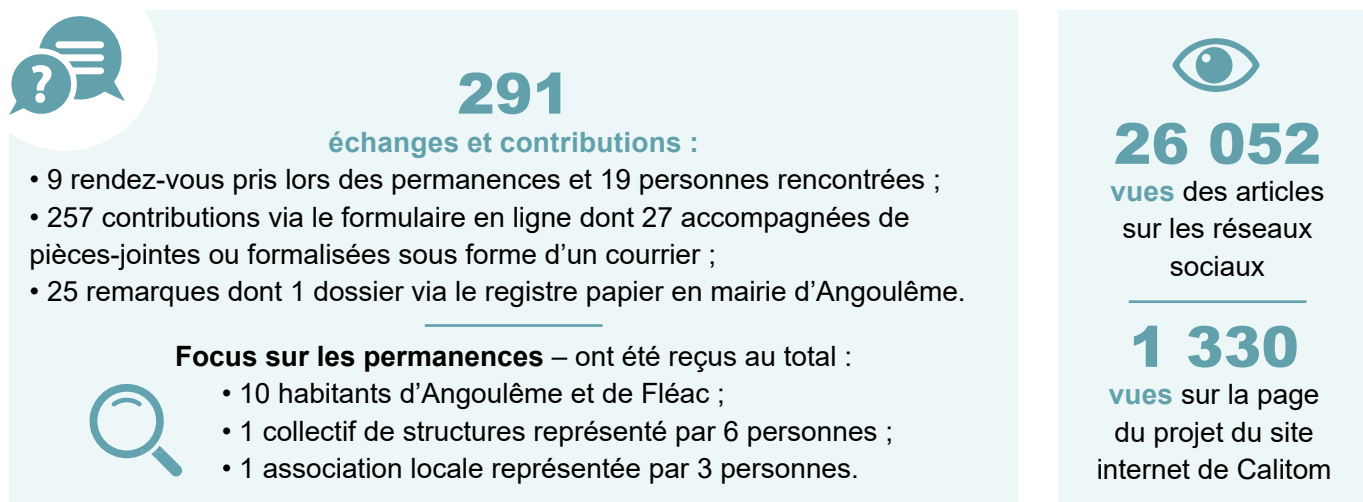 ?
291
échanges et contributions :
• 9 rendez-vous pris lors des permanences et 19 personnes rencontrées ;
• 257 contributions via le formulaire en ligne dont 27 accompagnées de
pièces-jointes ou formalisées sous forme d'un courrier ;
• 25 remarques dont 1 dossier via le registre papier en mairie d'Angoulême.
Focus sur les permanences – ont été reçus au total :
• 10 habitants d'Angoulême et de Fléac ;
• 1 collectif de structures représenté par 6 personnes ;
• 1 association locale représentée par 3 personnes.
26 052
vues des articles
sur les réseaux
sociaux
1 330
vues sur la page
du projet du site
internet de Calitom